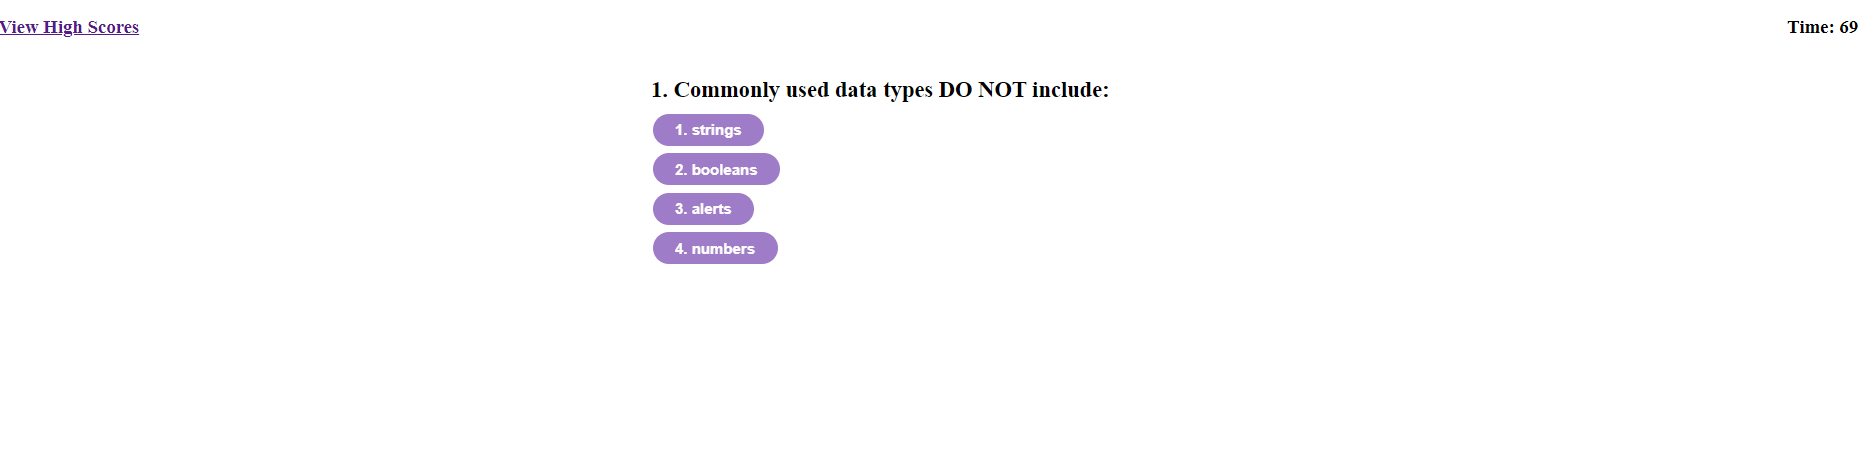 View High Scores
Time: 69
1. Commonly used data types DO NOT include:
1. strings
2. booleans
3. alerts
4. numbers